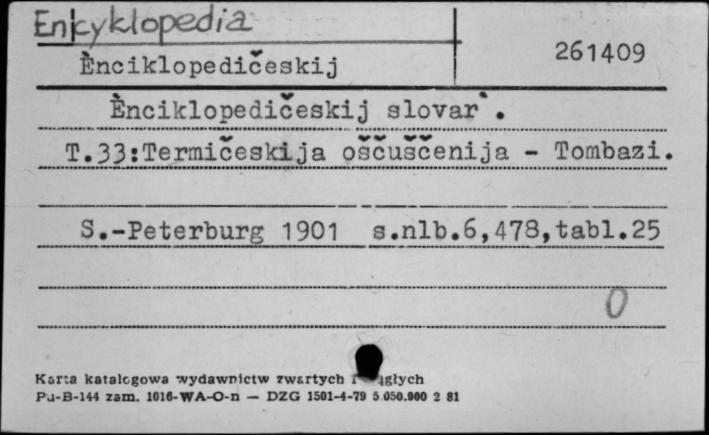 Enkcyklopedia
Ènciklopedičeskij
261409
Ènciklopedičeskij slovar`.
T.33:Termičeskija oščuščenija - Tombazi.
S.-Peterburg 1901 s.nlb.6,478,tabl.25
0
Karta katalogowa wydawnictw zwartych i
Pu-B-144 zam. 1016-WA-O-n — DZG 1501-4-79 5.050.000 2 81